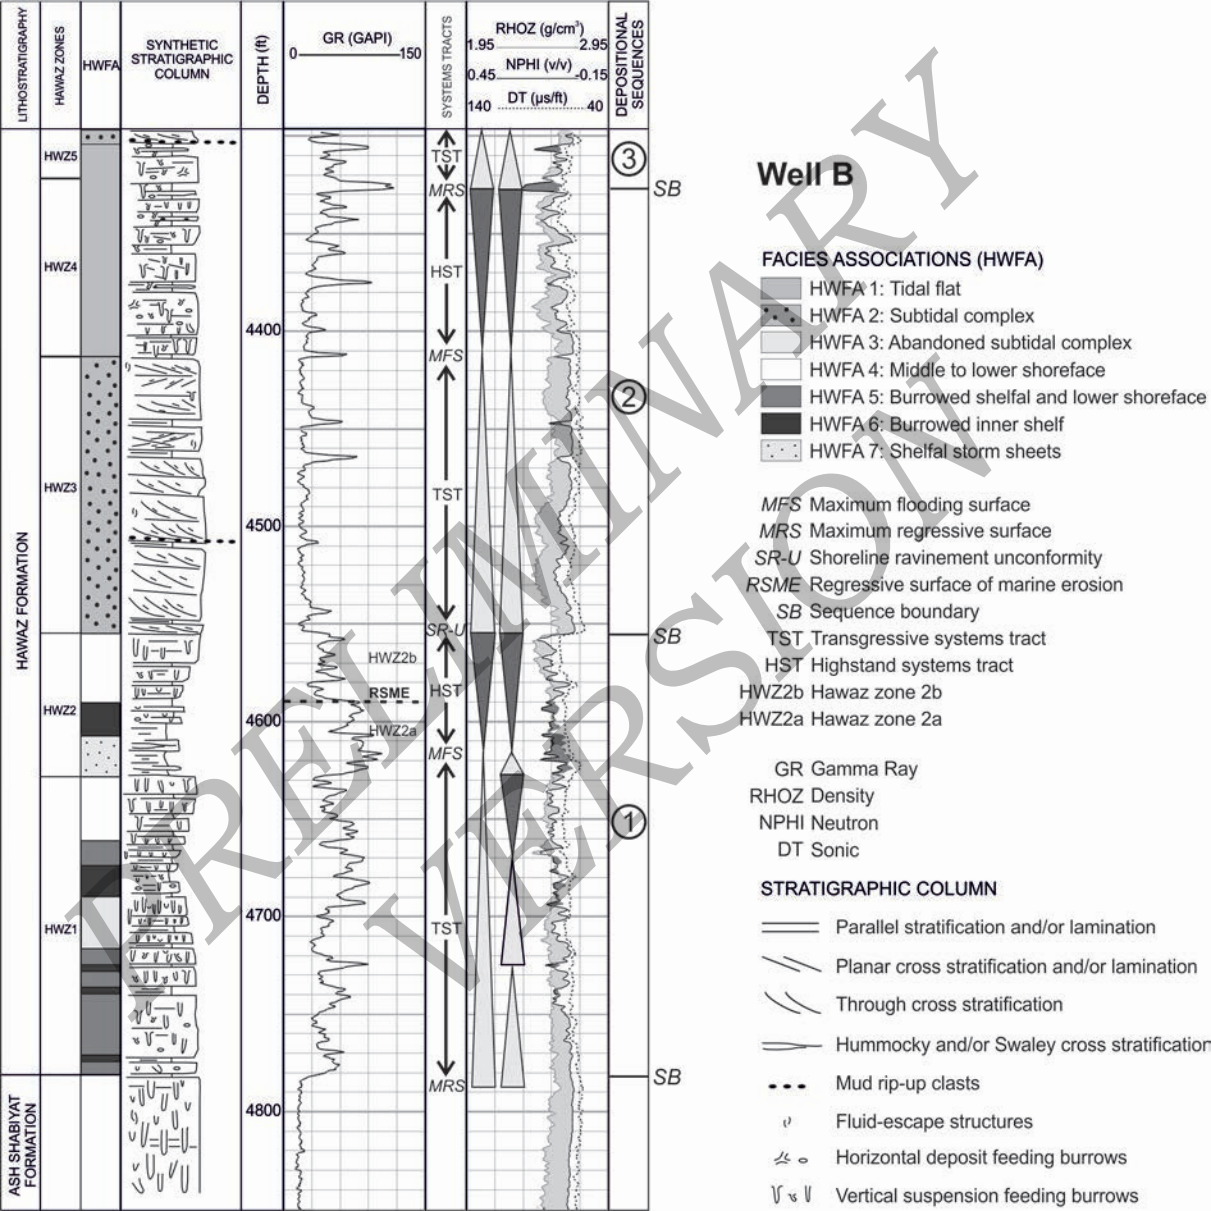 LITHOSTRATIGRAPHY
HAWAZ ZONES
HWFA
SYNTHETIC
STRATIGRAPHIC
COLUMN
DEPTH (ft)
GR (GAPI)
0 150
SYSTEMS TRACTS
RHOZ (g/cm³)
1.95 2.95
NPHI (v/v)
0.45 -0.15
DT (µs/ft)
140 40
DEPOSITIONAL
SEQUENCES
HAWAZ FORMATION
ASH SHABIYAT
FORMATION
HWZ5
HWZ4
HWZ3
HWZ2
HWZ1
4400
4500
4600
4700
4800
HWZ2b
RSME
HWZ2a
TST
MRS
HST
MFS
TST
SR-U
HST
MFS
TST
MRS
3
SB
2
SB
1
SB
Well B
FACIES ASSOCIATIONS (HWFA)
HWFA 1: Tidal flat
HWFA 2: Subtidal complex
HWFA 3: Abandoned subtidal complex
HWFA 4: Middle to lower shoreface
HWFA 5: Burrowed shelfal and lower shoreface
HWFA 6: Burrowed inner shelf
HWFA 7: Shelfal storm sheets
MFS Maximum flooding surface
MRS Maximum regressive surface
SR-U Shoreline ravinement unconformity
RSME Regressive surface of marine erosion
SB Sequence boundary
TST Transgressive systems tract
HST Highstand systems tract
HWZ2b Hawaz zone 2b
HWZ2a Hawaz zone 2a
GR Gamma Ray
RHOZ Density
NPHI Neutron
DT Sonic
STRATIGRAPHIC COLUMN
Parallel stratification and/or lamination
Planar cross stratification and/or lamination
Through cross stratification
Hummocky and/or Swaley cross stratification
Mud rip-up clasts
Fluid-escape structures
Horizontal deposit feeding burrows
Vertical suspension feeding burrows
PRELIMINARY
VERSION